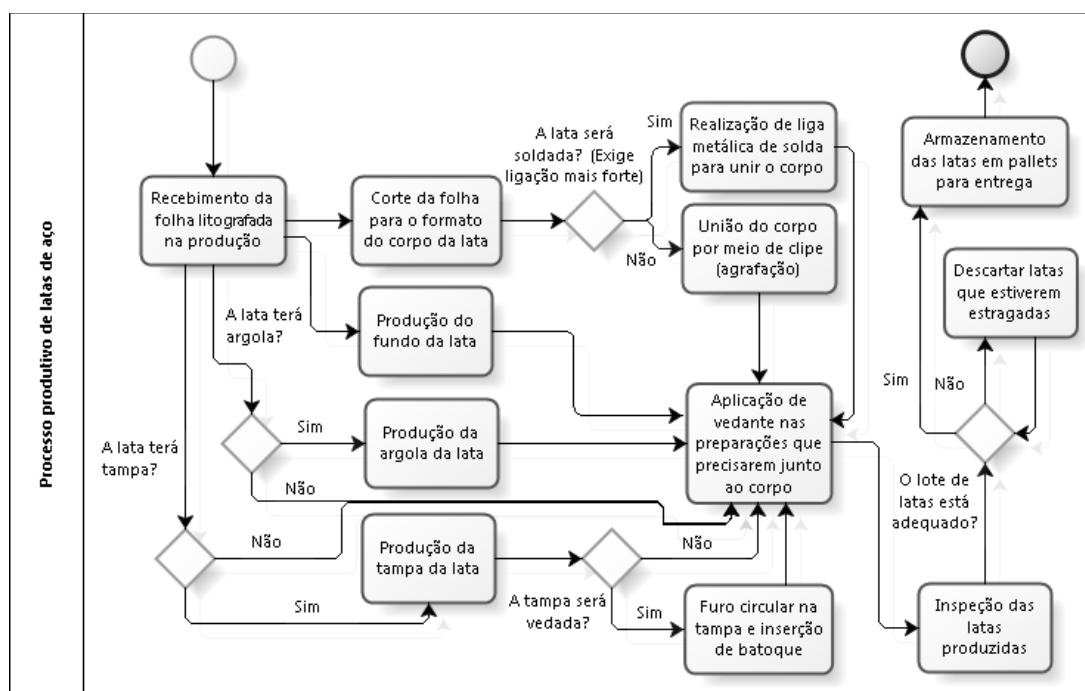 Processo produtivo de latas de aço
Recebimento da
folha litografada
na produção
Corte da folha
para o formato
do corpo da lata
A lata será
soldada? (Exige
ligação mais forte)
Sim
Realização de liga
metálica de solda
para unir o corpo
Não
União do corpo
por meio de clipe
(agrafação)
A lata terá
argola?
Produção do
fundo da lata
Sim
Produção da
argola da lata
Não
A lata terá
tampa?
Não
Sim
Produção da
tampa da lata
A tampa será
vedada?
Não
Sim
Furo circular na
tampa e inserção
de batoque
Aplicação de
vedante nas
preparações que
precisarem junto
ao corpo
Inspeção das
latas
produzidas
O lote de
latas está
adequado?
Não
Descartar latas
que estiverem
estragadas
Sim
Armazenamento
das latas em pallets
para entrega